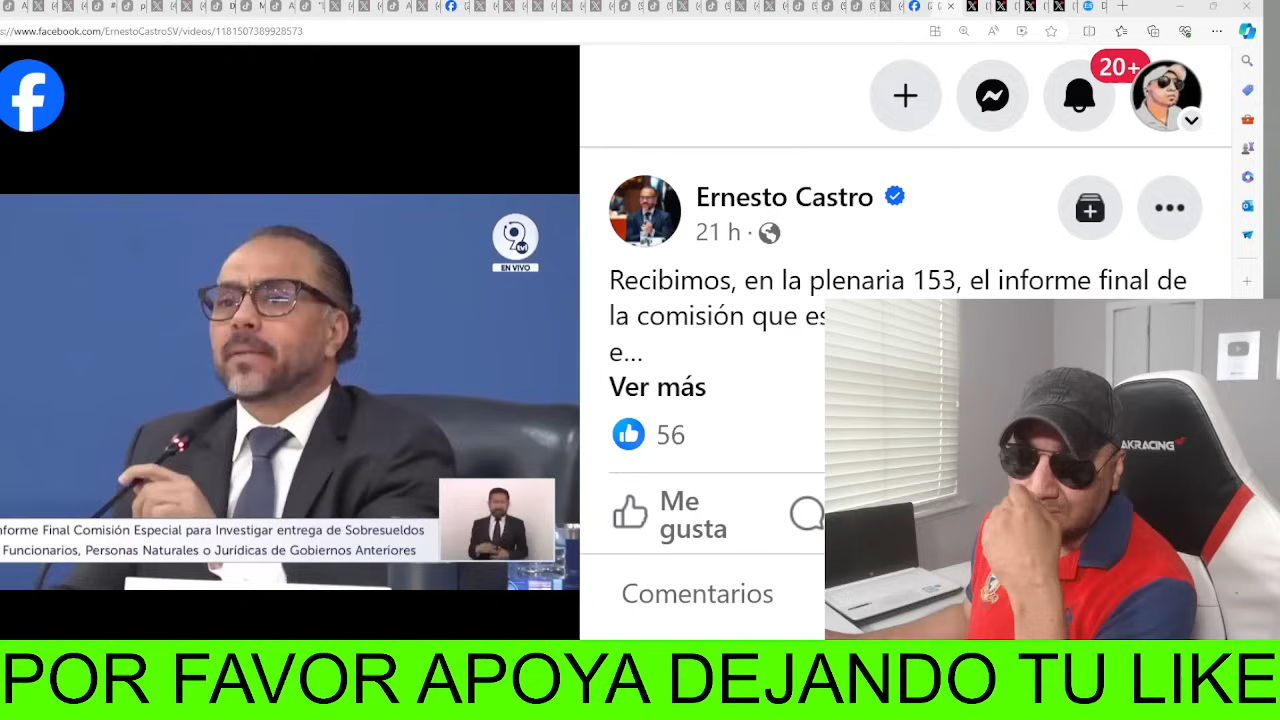 s://www.facebook.com/ErnestoCastroSV/videos/1181507389928573
20+
Ernesto Castro
21 h
Recibimos, en la plenaria 153, el informe final de
la comisión que es
e...
Ver más
56
Me
gusta
Comentarios
9
tvl
EN VIVO
nforme Final Comisión Especial para Investigar entrega de Sobresueldos
Funcionarios, Personas Naturales o Jurídicas de Gobiernos Anteriores
AKRACING
POR FAVOR APOYA DEJANDO TU LIKE